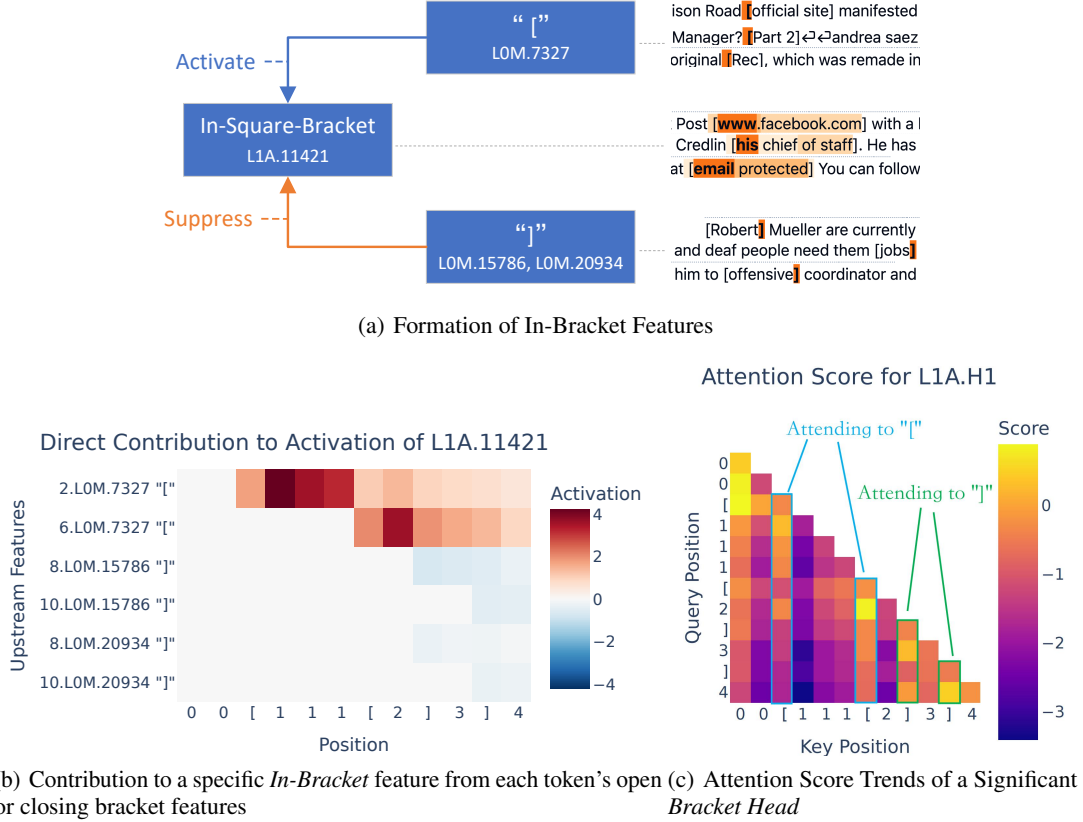 “ [”
L0M.7327
Activate
In-Square-Bracket
L1A.11421
Suppress
“]”
L0M.15786, L0M.20934
ison Road [official site] manifested
Manager? [Part 2]⏎⏎andrea saez
original [Rec], which was remade in
Post [www.facebook.com] with a
Credlin [his chief of staff]. He has
at [email protected] You can follow
[Robert] Mueller are currently
and deaf people need them [jobs]
him to [offensive] coordinator and
(a) Formation of In-Bracket Features
Direct Contribution to Activation of L1A.11421
Upstream Features
2.L0M.7327 "["
6.L0M.7327 "["
8.L0M.15786 "]"
10.L0M.15786 "]"
8.L0M.20934 "]"
10.L0M.20934 "]"
0 0 [ 1 1 1 [ 2 ] 3 ] 4
Position
Activation
4
2
0
−2
−4
b) Contribution to a specific In-Bracket feature from each token’s open
or closing bracket features
Attention Score for L1A.H1
Attending to "["
Attending to "]"
Score
0
−1
−2
−3
Query Position
0
0
[
1
1
1
[
2
]
3
]
4
0 0 [ 1 1 1 [ 2 ] 3 ] 4
Key Position
(c) Attention Score Trends of a Significant
Bracket Head